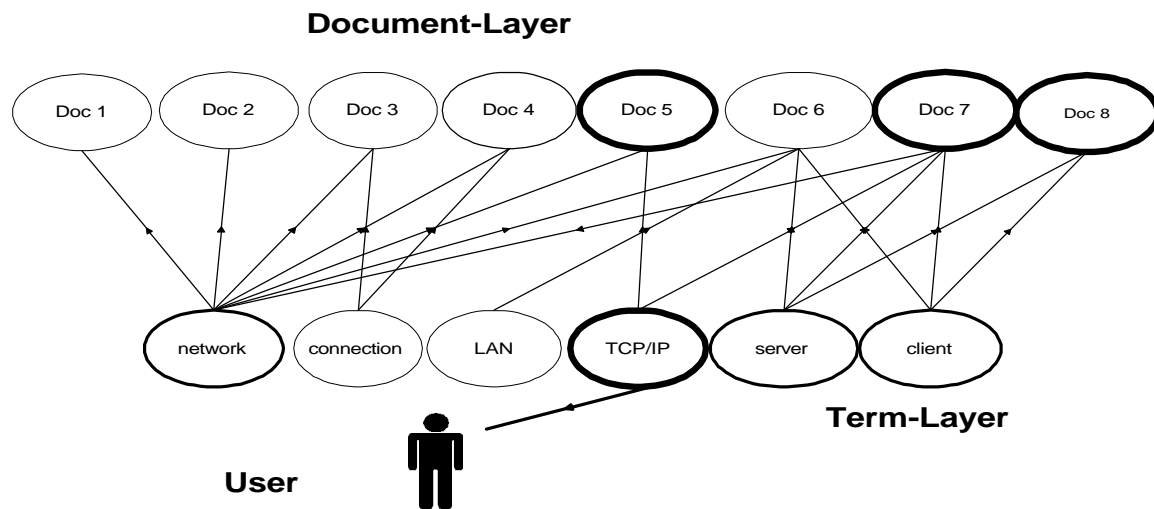 Document-Layer
Doc 1
Doc 2
Doc 3
Doc 4
Doc 5
Doc 6
Doc 7
Doc 8
network
connection
LAN
TCP/IP
server
client
Term-Layer
User